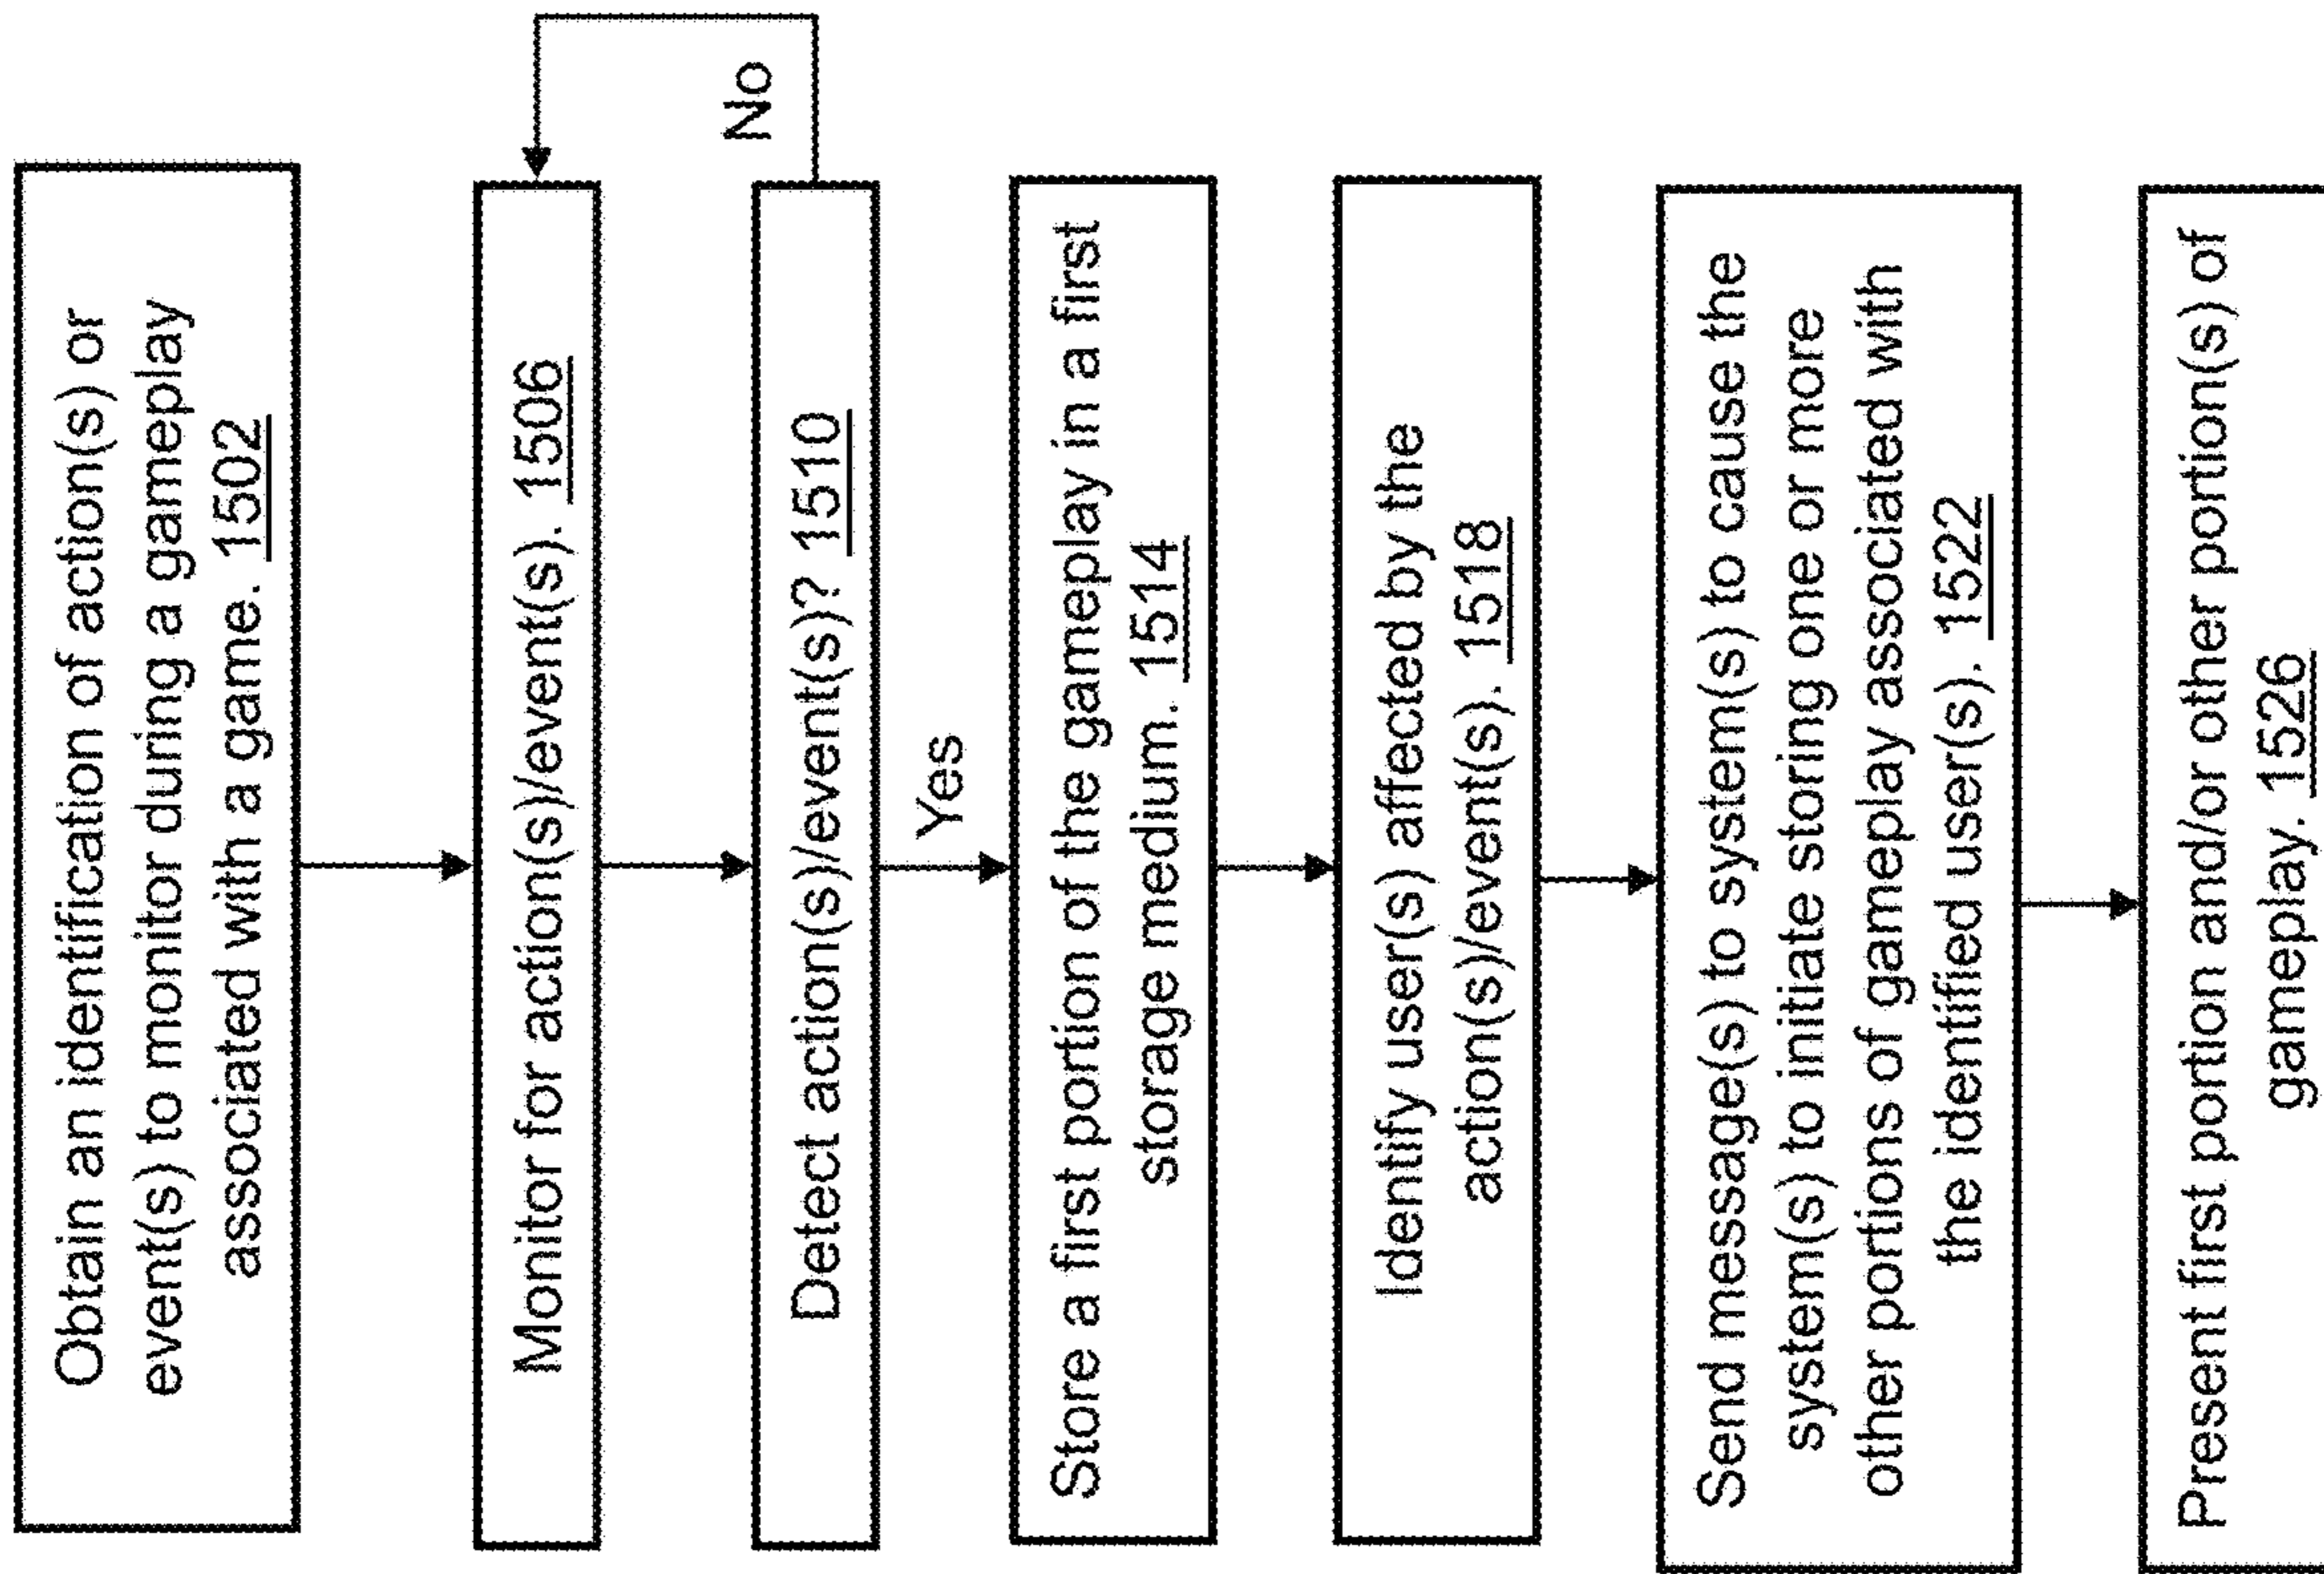 Obtain an identification of action(s) or
event(s) to monitor during a gameplay
associated with a game. 1502
Monitor for action(s)/event(s). 1506
No
Detect action(s)/event(s)? 1510
Yes
Store a first portion of the gameplay in a first
storage medium. 1514
Identify user(s) affected by the
action(s)/event(s). 1518
Send message(s) to system(s) to cause the
system(s) to initiate storing one or more
other portions of gameplay associated with
the identified user(s). 1522
Present first portion and/or other portion(s) of
gameplay. 1526